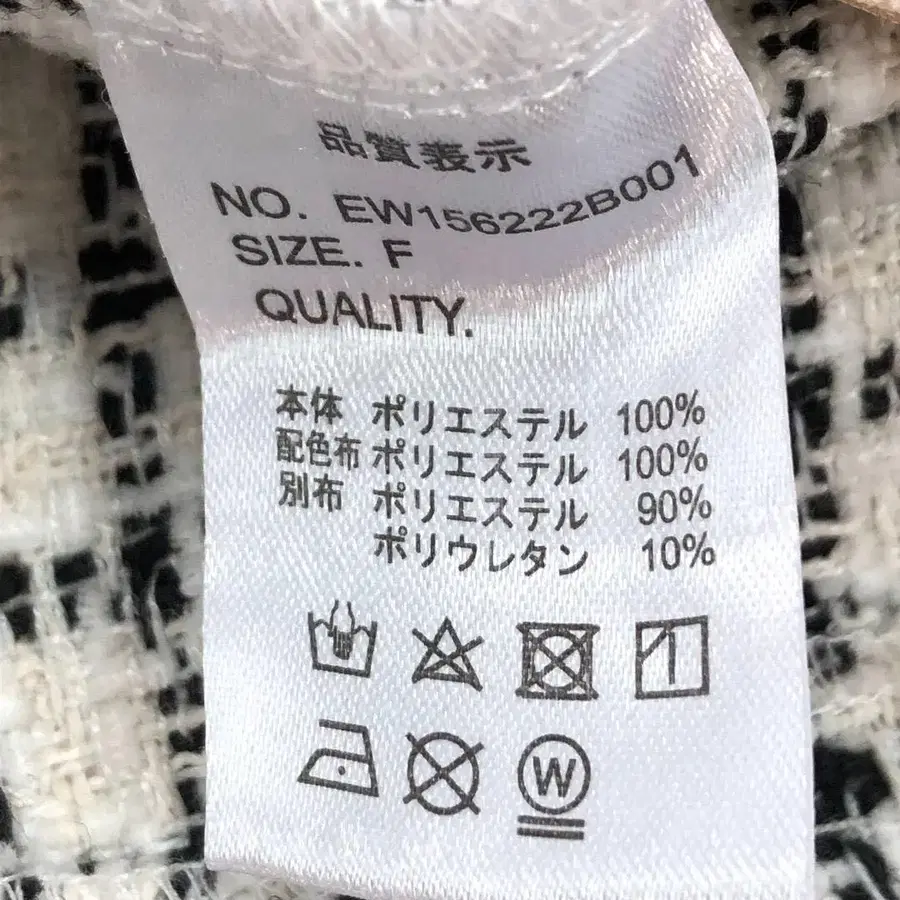 品質表示
NO. EW156222B001
SIZE. F
QUALITY.
本体 ポリエステル 100%
配色布 ポリエステル 100%
別布 ポリエステル 90%
ポリウレタン 10%
W